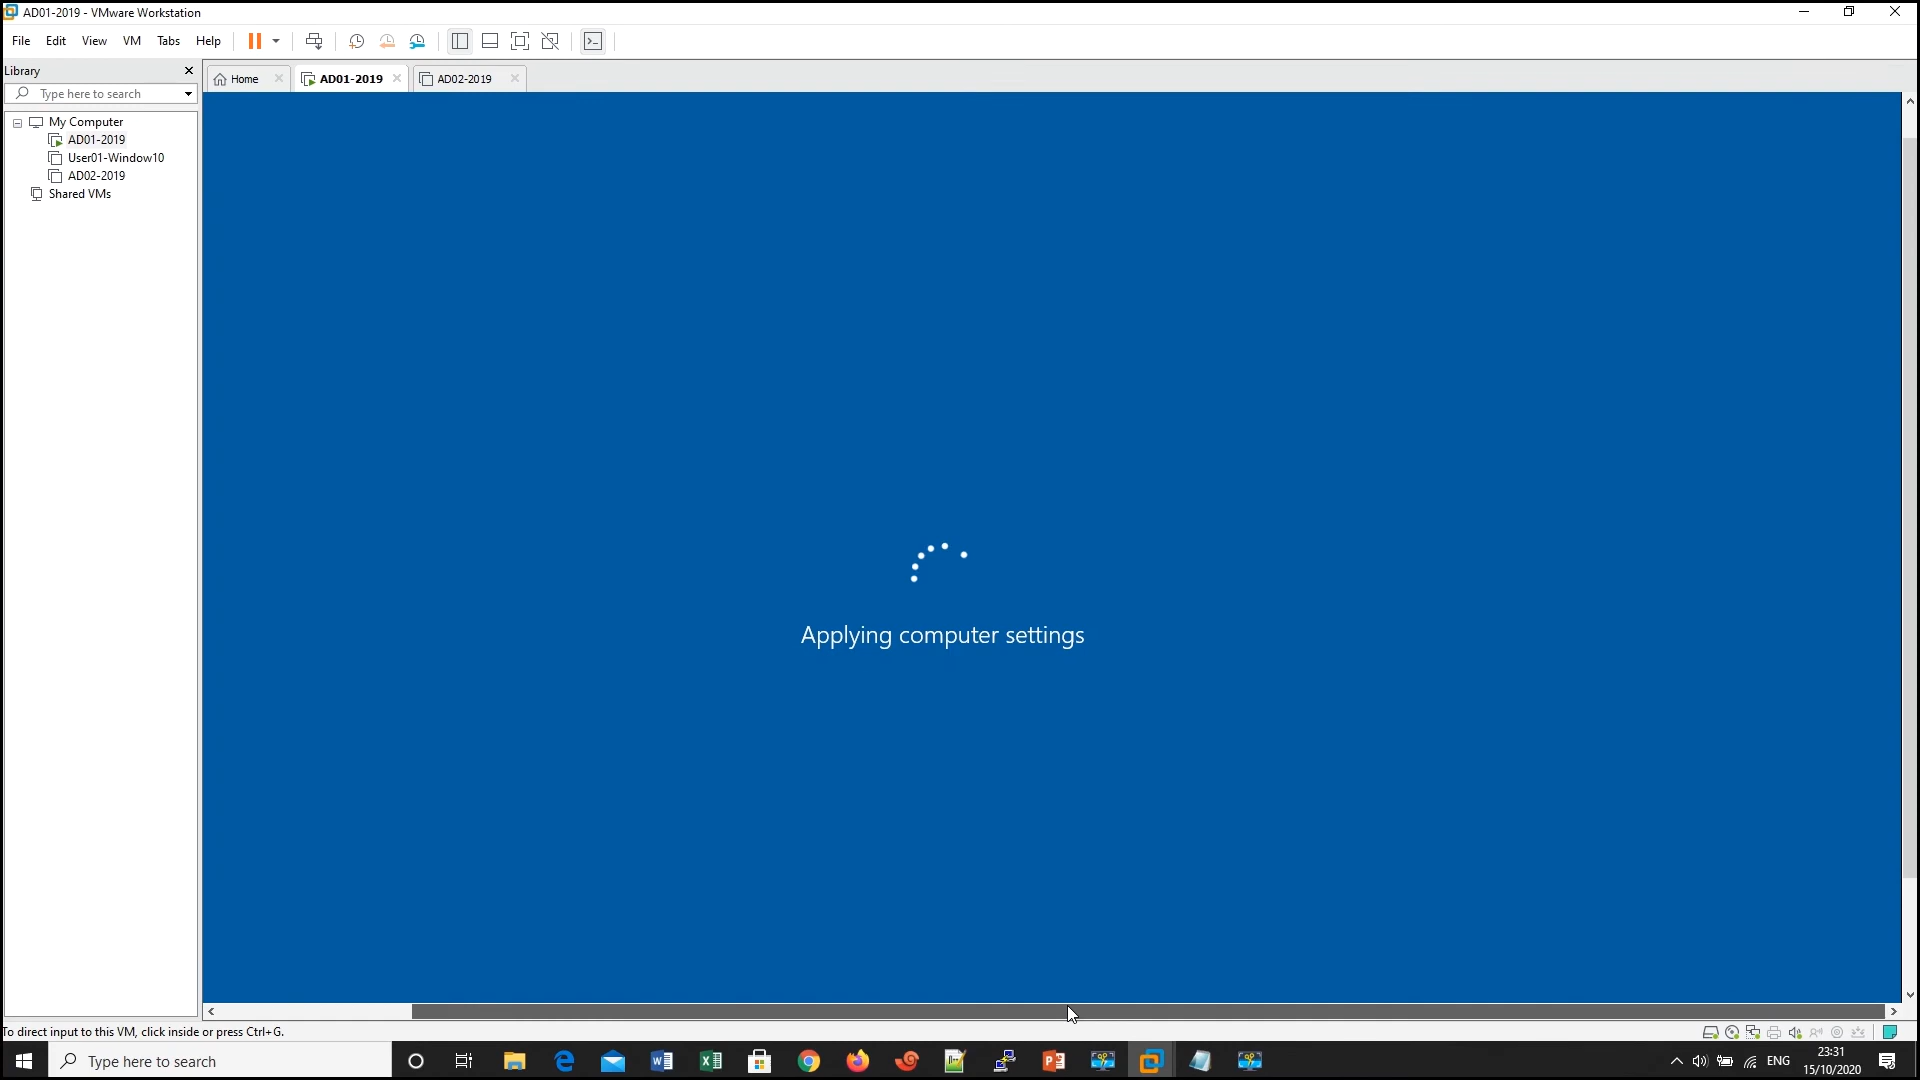 AD01-2019 - VMware Workstation
File Edit View VM Tabs Help
Library
Type here to search
Home AD01-2019 AD02-2019
My Computer
AD01-2019
User01-Window10
AD02-2019
Shared VMs
Applying computer settings
To direct input to this VM, click inside or press Ctrl+G.
Type here to search
ENG
23:31
15/10/2020